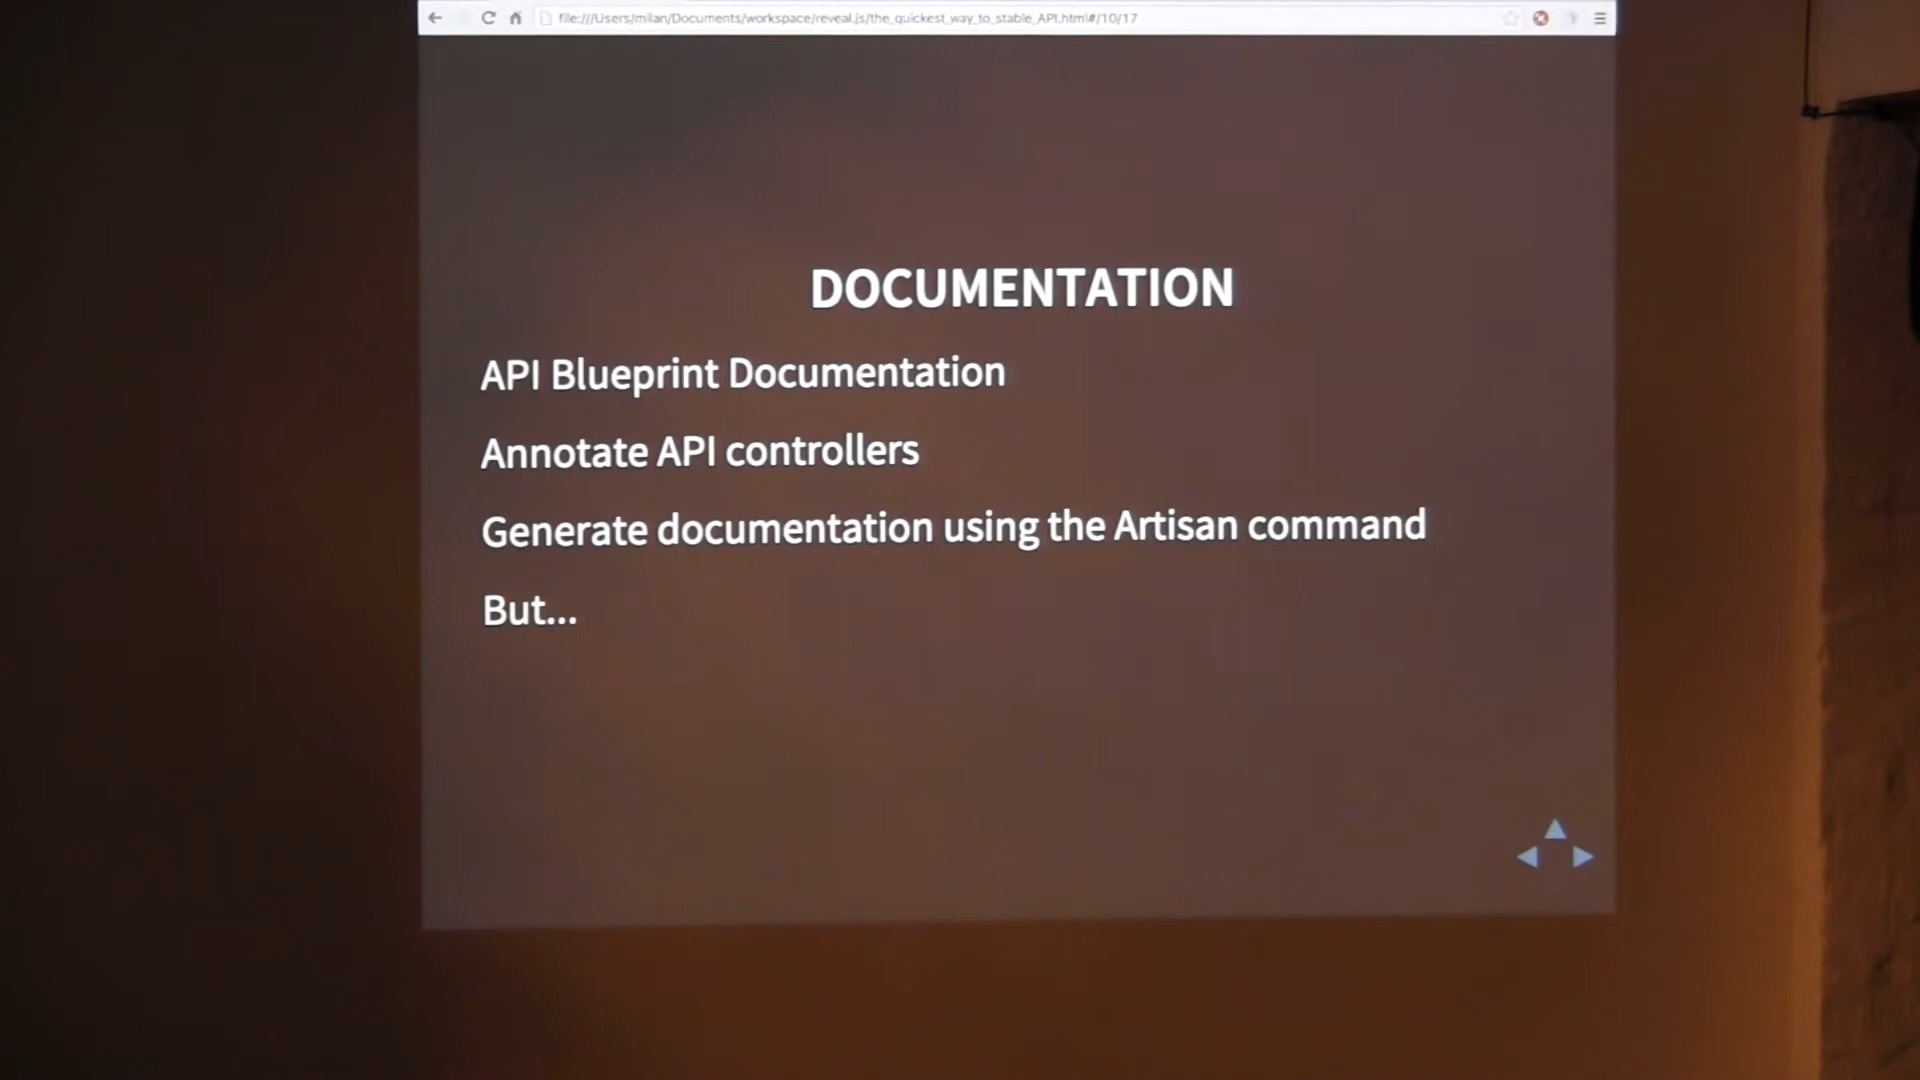 file:///Users/milan/Documents/workspace/reveal.js/the_quickest_way_to_stable_API.html#/10/17
DOCUMENTATION
API Blueprint Documentation
Annotate API controllers
Generate documentation using the Artisan command
But...